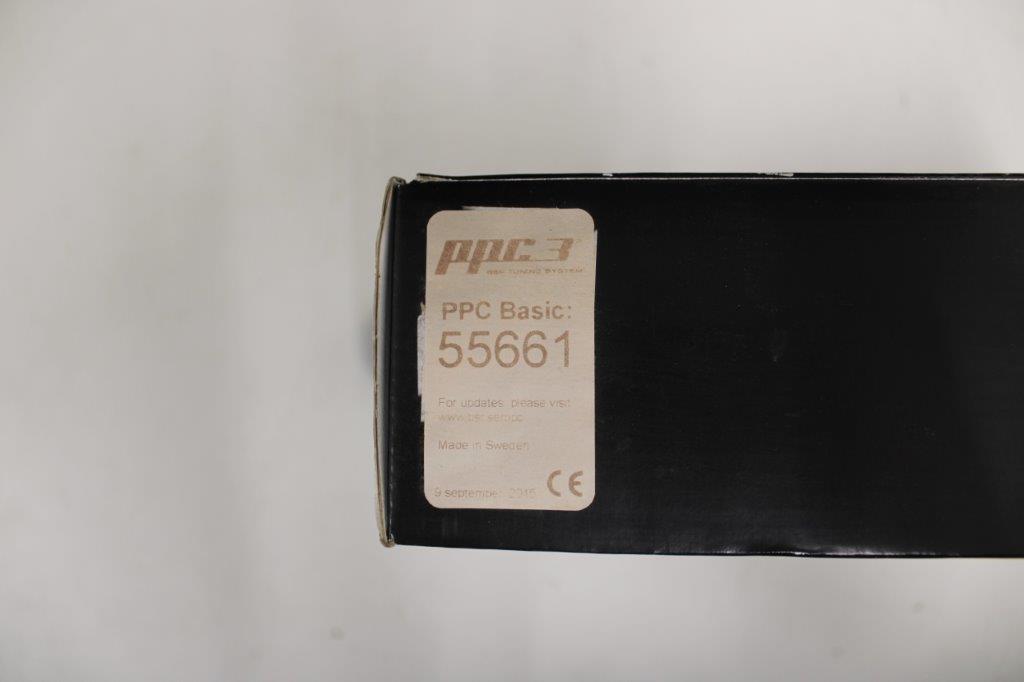 ppc3
BSR TUNING SYSTEM
PPC Basic:
55661
For updates, please visit
www.bsr.se/ppc
Made in Sweden
9 september 2015
CE